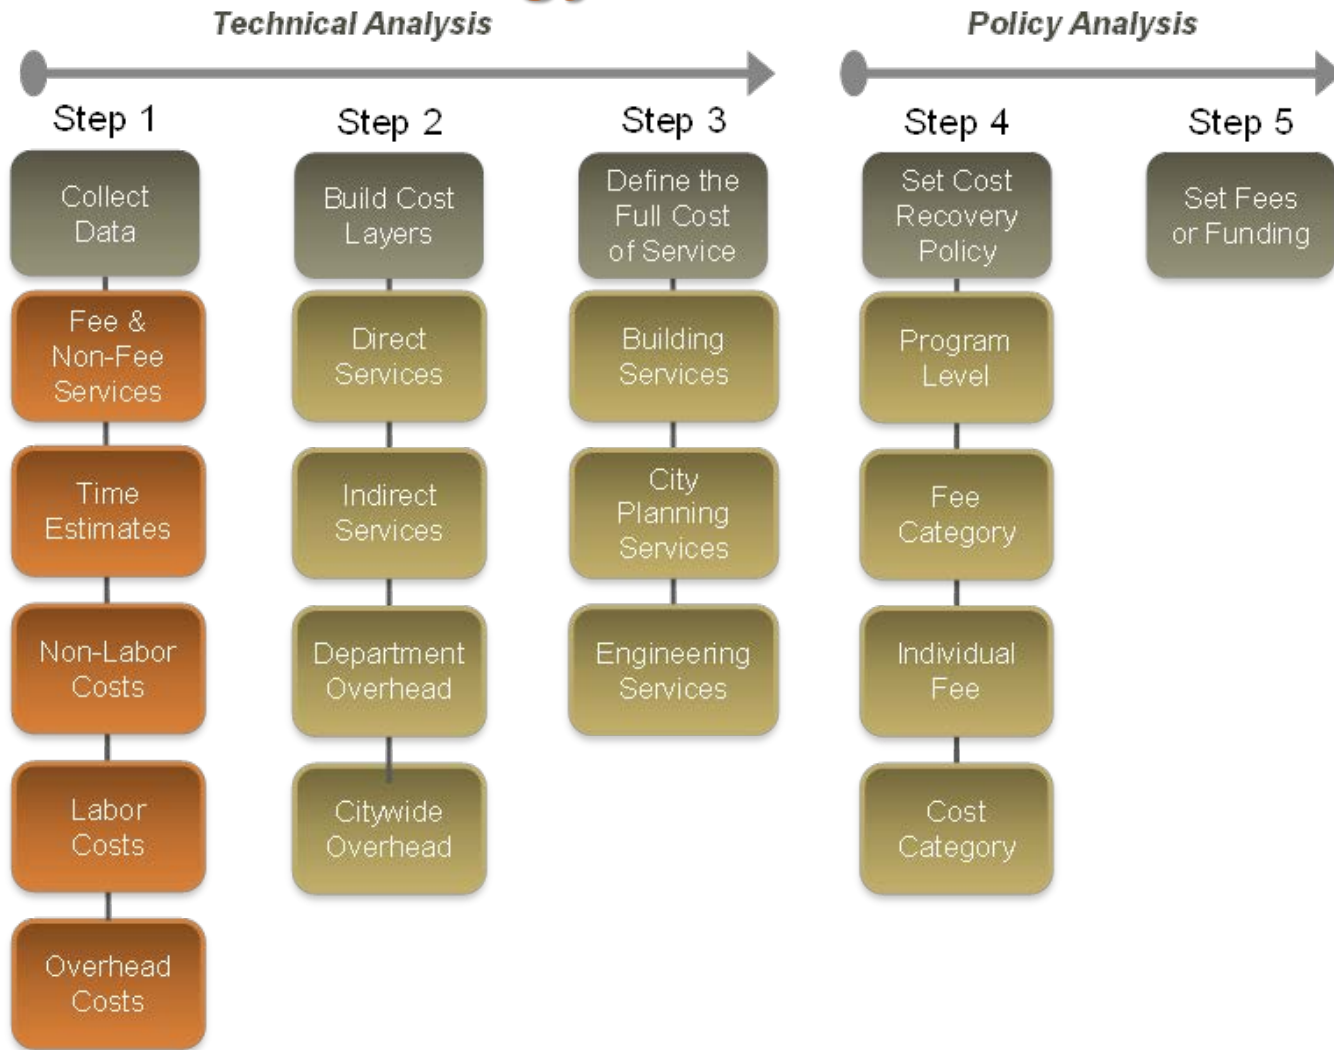 Technical Analysis
Policy Analysis
Step 1
Step 2
Step 3
Step 4
Step 5
Collect
Data
Fee &
Non-Fee
Services
Time
Estimates
Non-Labor
Costs
Labor
Costs
Overhead
Costs
Build Cost
Layers
Direct
Services
Indirect
Services
Department
Overhead
Citywide
Overhead
Define the
Full Cost
of Service
Building
Services
City
Planning
Services
Engineering
Services
Set Cost
Recovery
Policy
Program
Level
Fee
Category
Individual
Fee
Cost
Category
Set Fees
or Funding